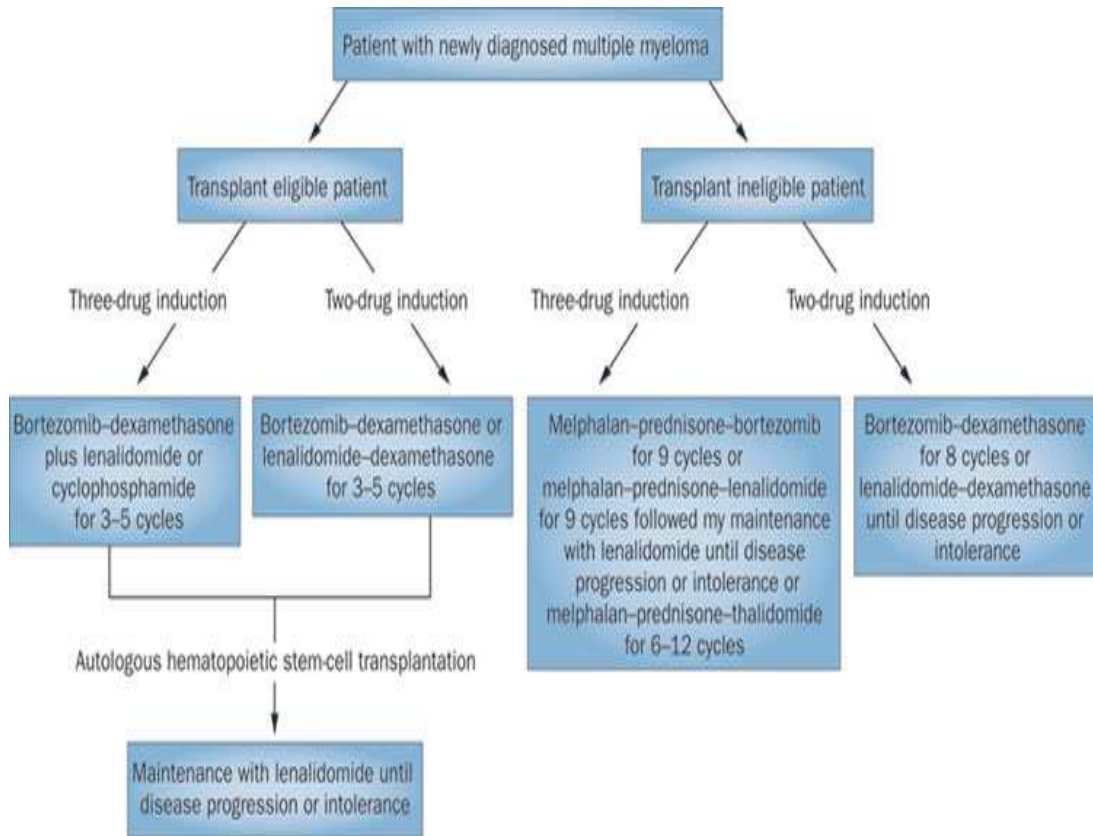 Patient with newly diagnosed multiple myeloma
Transplant eligible patient
Transplant ineligible patient
Three-drug induction
Two-drug induction
Three-drug induction
Two-drug induction
Bortezomib–dexamethasone
plus lenalidomide or
cyclophosphamide
for 3–5 cycles
Bortezomib–dexamethasone or
lenalidomide–dexamethasone
for 3–5 cycles
Melphalan–prednisone–bortezomib
for 9 cycles or
melphalan–prednisone–lenalidomide
for 9 cycles followed my maintenance
with lenalidomide until disease
progression or intolerance or
melphalan–prednisone–thalidomide
for 6–12 cycles
Bortezomib–dexamethasone
for 8 cycles or
lenalidomide–dexamethasone
until disease progression or
intolerance
Autologous hematopoietic stem-cell transplantation
Maintenance with lenalidomide until
disease progression or intolerance